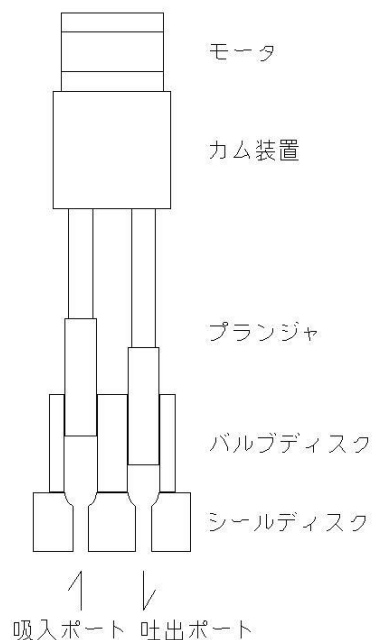 モータ
カム装置
プランジャ
バルブディスク
シールディスク
吸入ポート 吐出ポート